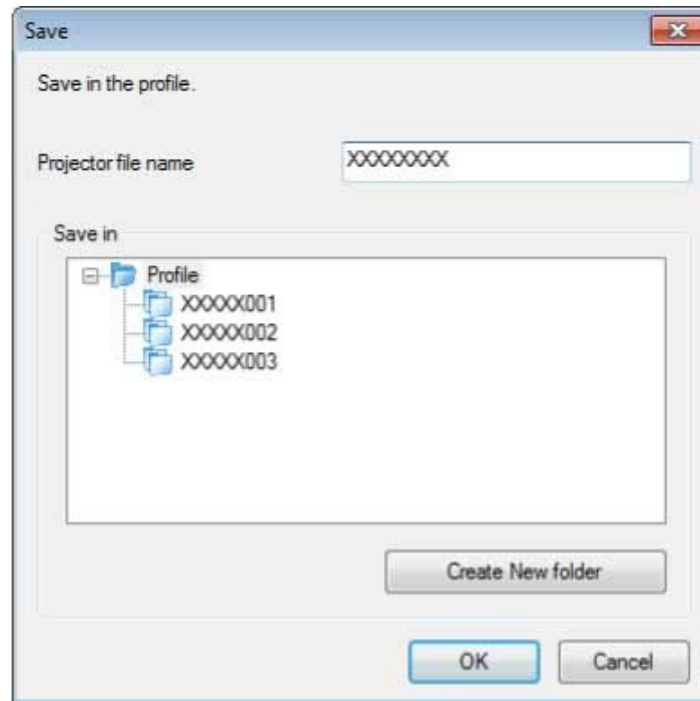 Save
Save in the profile.
Projector file name XXXXXXXX
Save in
Profile
XXXXX001
XXXXX002
XXXXX003
Create New folder
OK Cancel